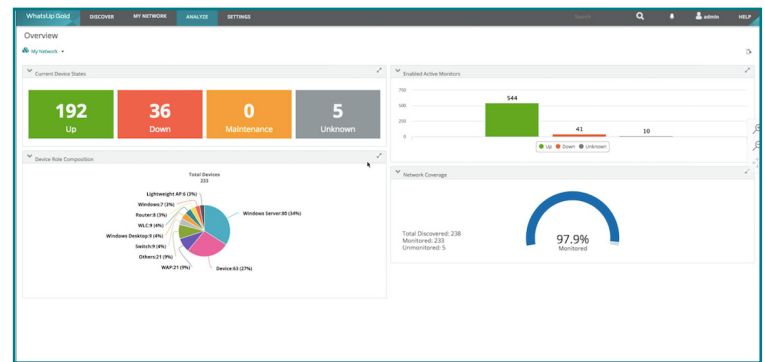 WhatsUp Gold DISCOVER MY NETWORK ANALYZE SETTINGS Search admin HELP
Overview
My Network
Current Device States
192
Up
36
Down
0
Maintenance
5
Unknown
Enabled Active Monitors
750
500
250
0
544
41
10
Up Down Unknown
Device Role Composition
Total Devices
233
Lightweight AP:6 (3%)
Windows:7 (3%)
Router:8 (3%)
WLC:9 (4%)
Windows Desktop:9 (4%)
Switch:9 (4%)
Others:21 (9%)
WAP:21 (9%)
Device:63 (27%)
Windows Server:80 (34%)
Network Coverage
Total Discovered: 238
Monitored: 233
Unmonitored: 5
97.9%
Monitored